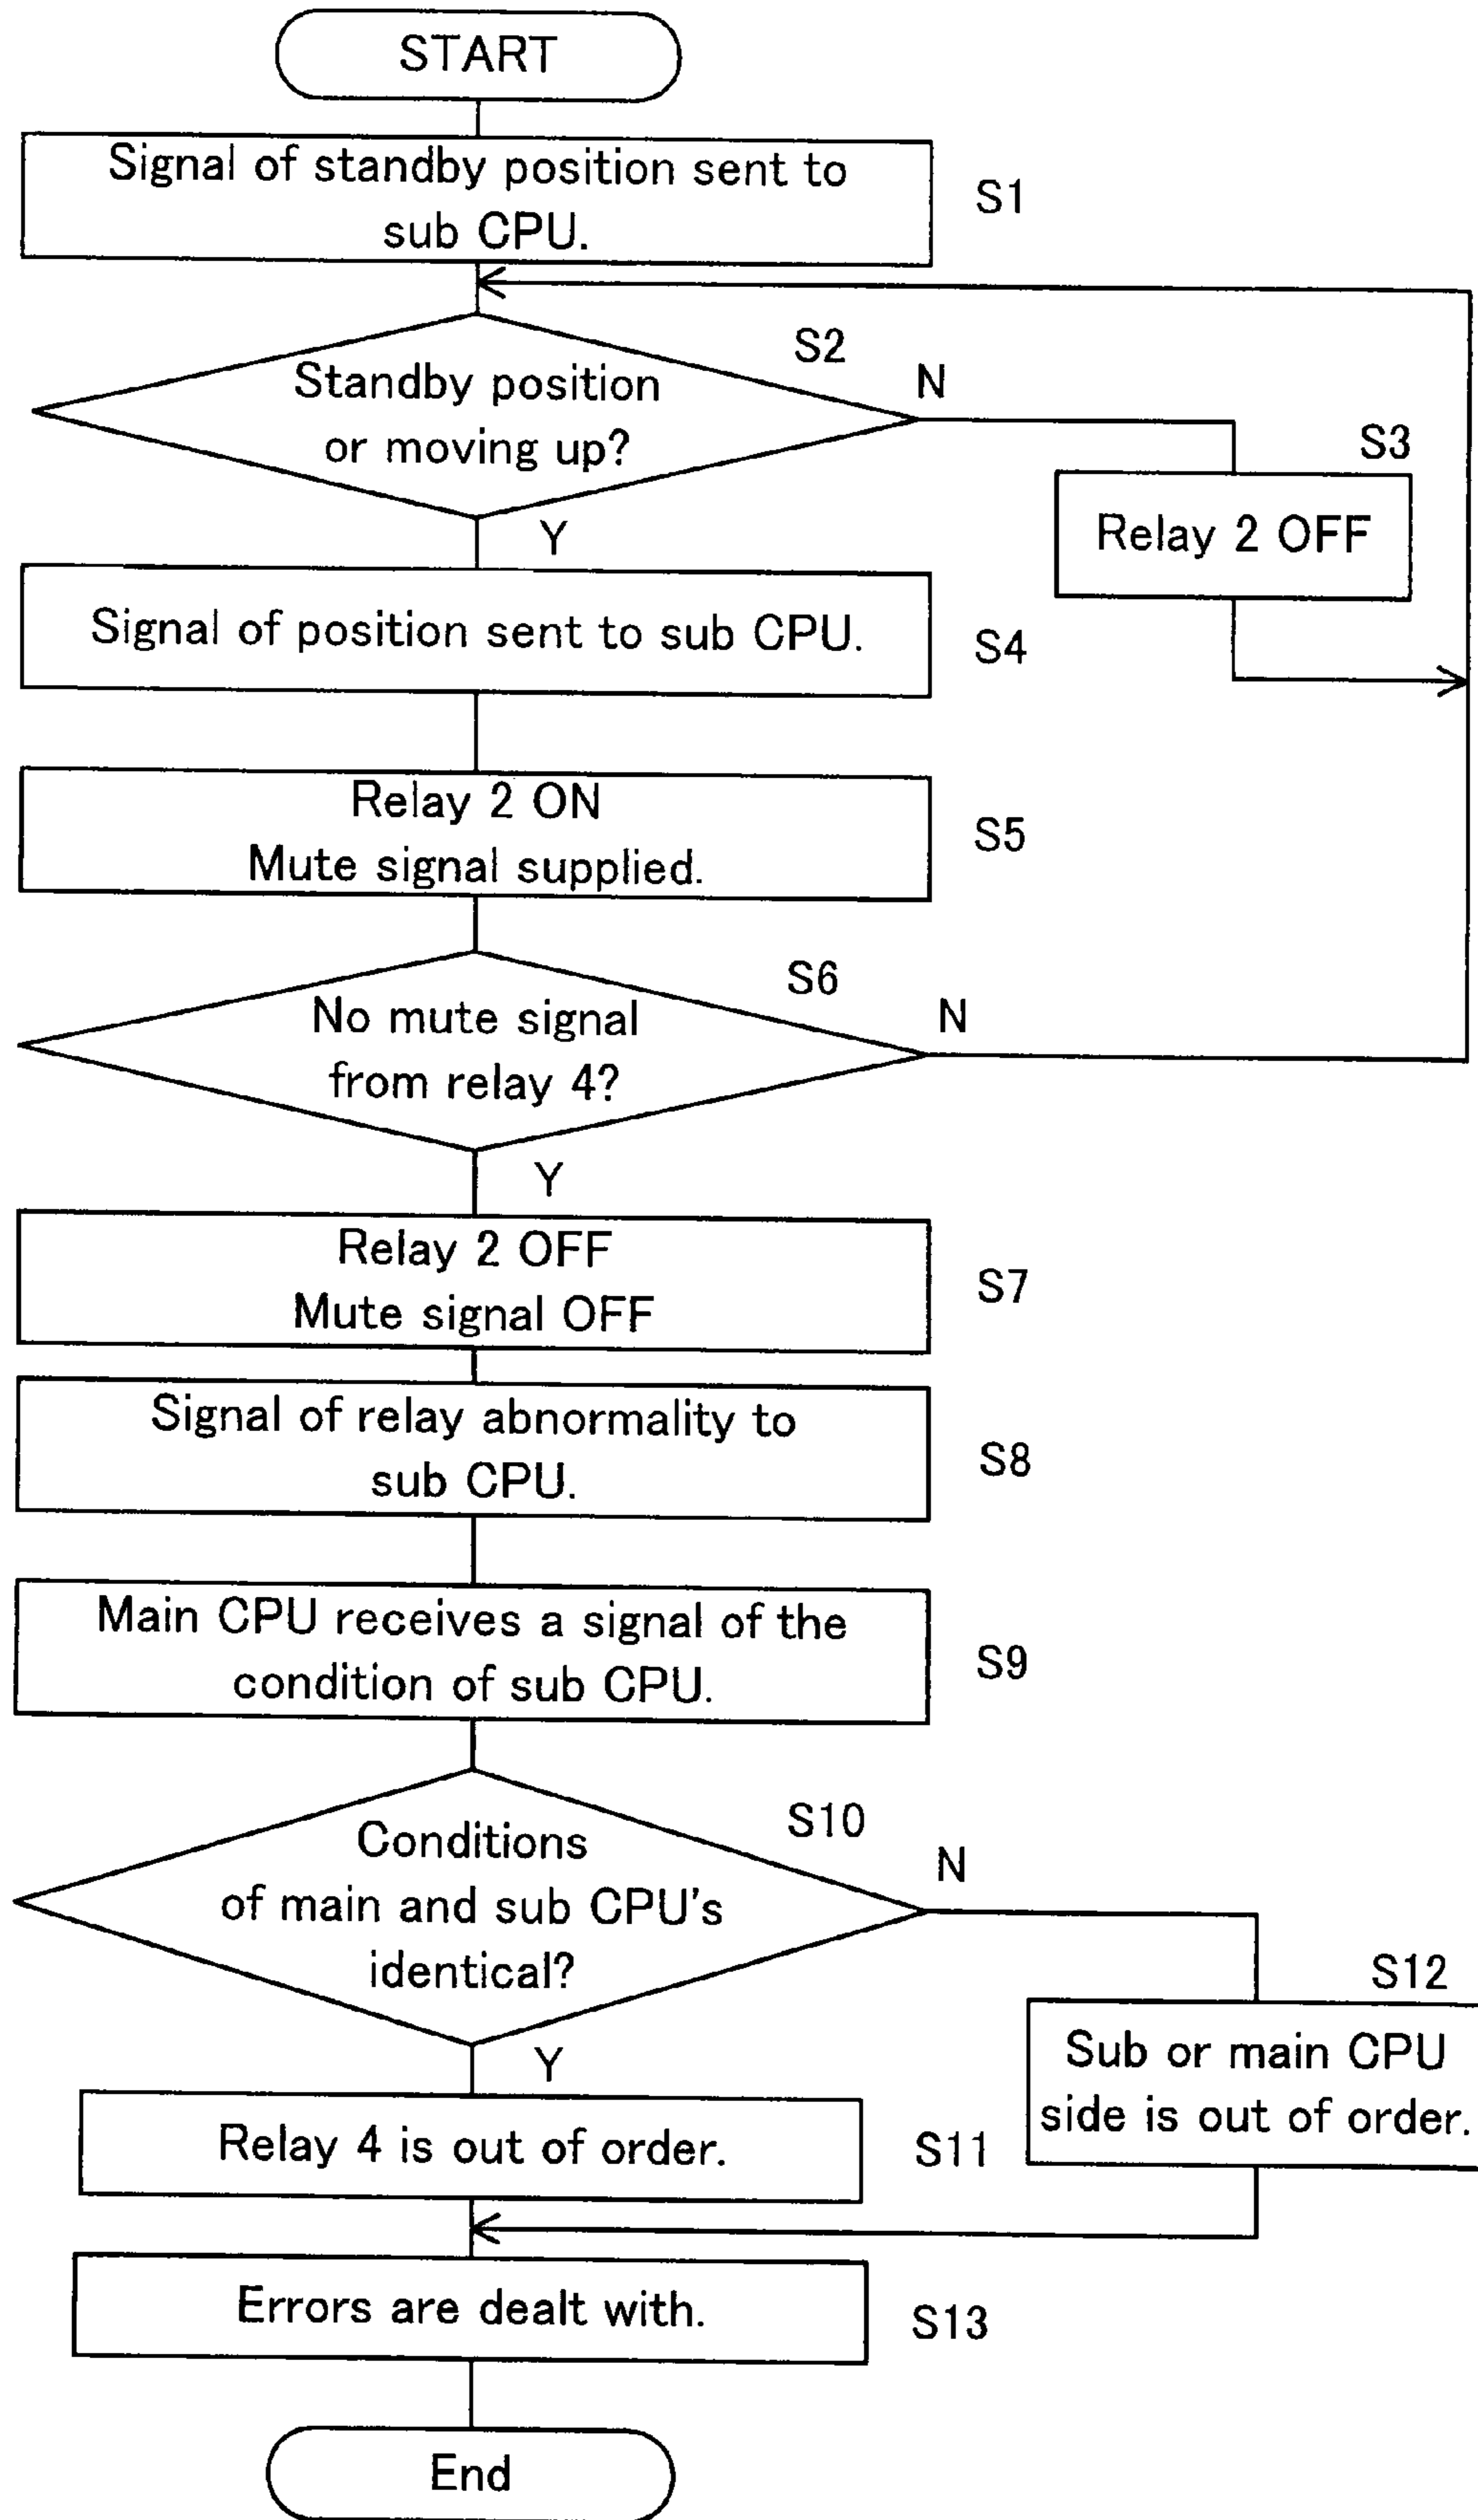 START
Signal of standby position sent to
sub CPU.
S1
S2
Standby position
or moving up?
N
Y
S3
Relay 2 OFF
Signal of position sent to sub CPU.
S4
Relay 2 ON
Mute signal supplied.
S5
S6
No mute signal
from relay 4?
N
Y
Relay 2 OFF
Mute signal OFF
S7
Signal of relay abnormality to
sub CPU.
S8
Main CPU receives a signal of the
condition of sub CPU.
S9
S10
Conditions
of main and sub CPU's
identical?
N
Y
S12
Sub or main CPU
side is out of order.
Relay 4 is out of order.
S11
Errors are dealt with.
S13
End